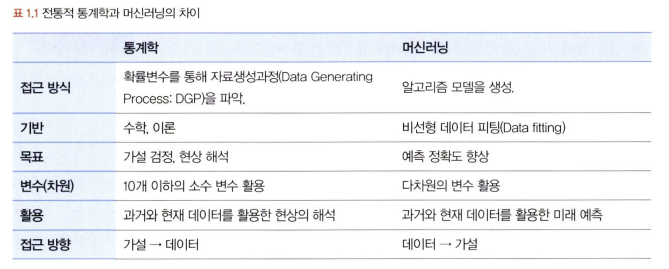 표 1.1 전통적 통계학과 머신러닝의 차이
통계학 머신러닝
접근 방식 확률변수를 통해 자료생성과정(Data Generating Process: DGP)을 파악. 알고리즘 모델을 생성.
기반 수학, 이론 비선형 데이터 피팅(Data fitting)
목표 가설 검정, 현상 해석 예측 정확도 향상
변수(차원) 10개 이하의 소수 변수 활용 다차원의 변수 활용
활용 과거와 현재 데이터를 활용한 현상의 해석 과거와 현재 데이터를 활용한 미래 예측
접근 방향 가설 → 데이터 데이터 → 가설